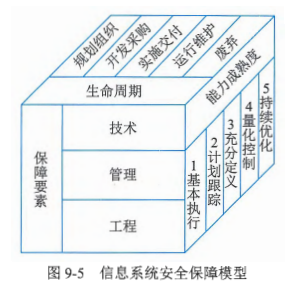 规划组织
开发采购
实施交付
运行维护
废弃
生命周期
能力成熟度
保障要素
技术
管理
工程
1基本执行
2计划跟踪
3充分定义
4量化控制
5持续优化
图 9-5 信息系统安全保障模型